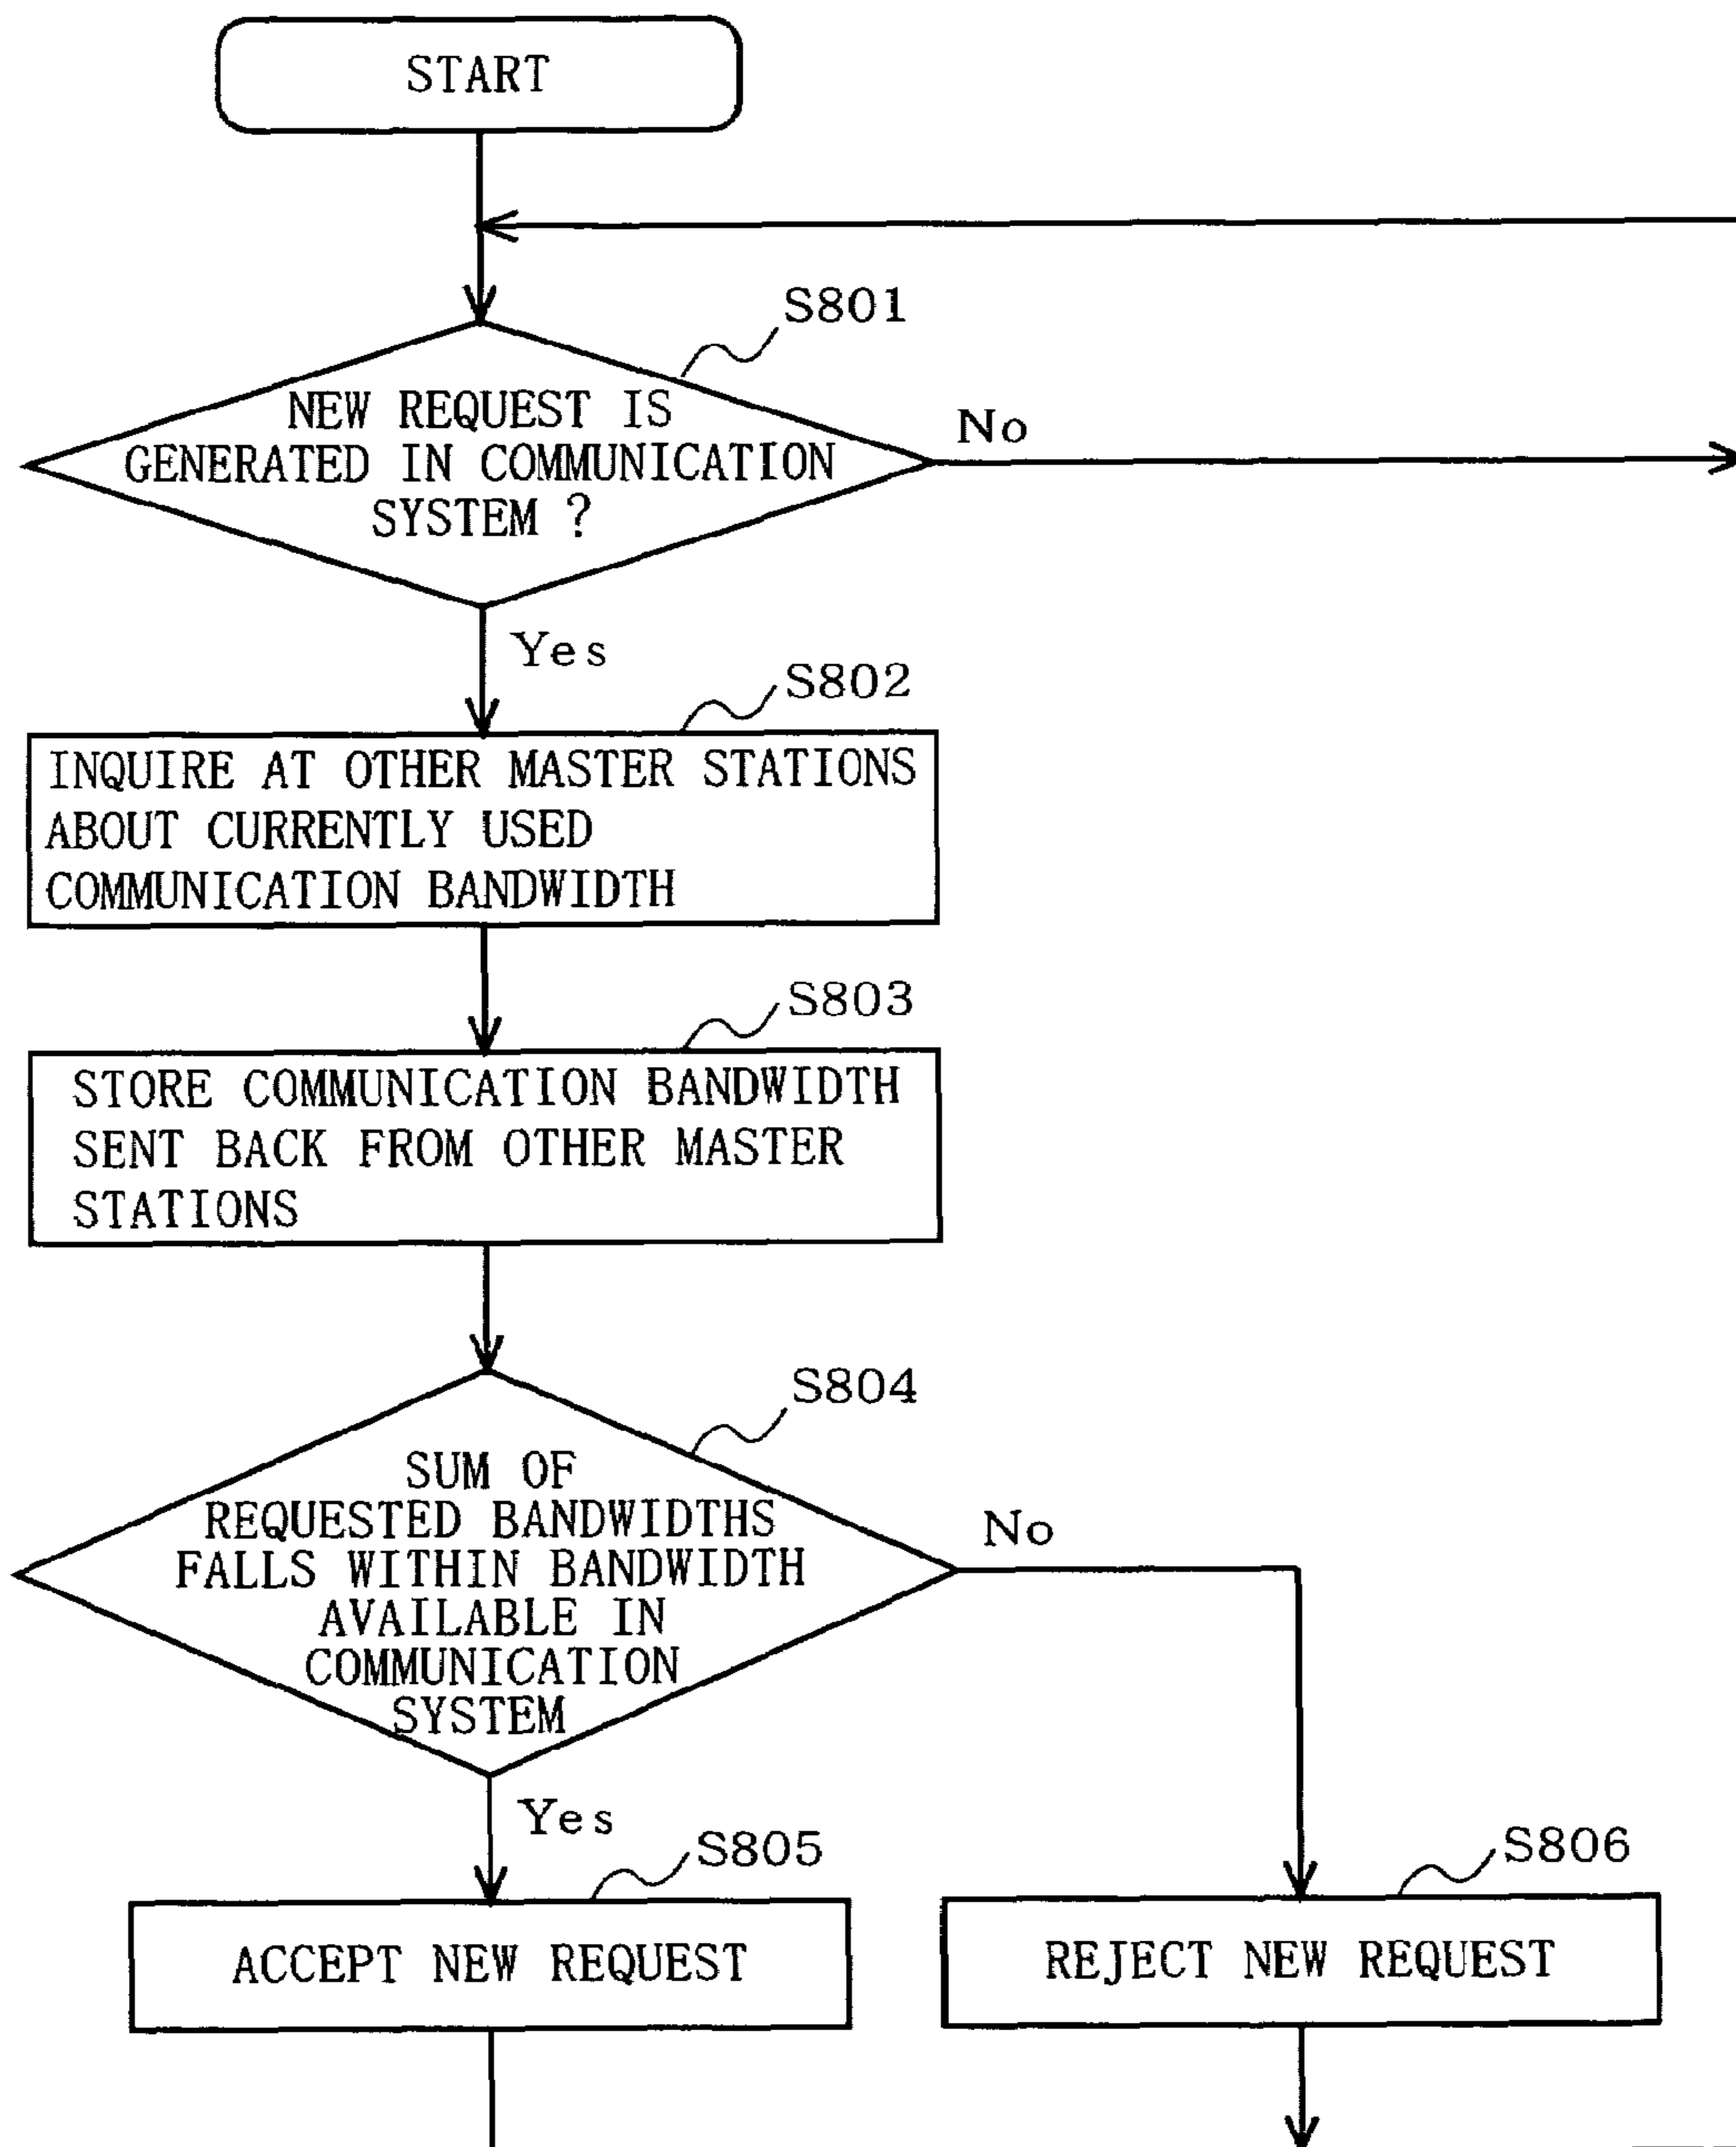 START
S801
NEW REQUEST IS
GENERATED IN COMMUNICATION
SYSTEM ?
No
Yes
S802
INQUIRE AT OTHER MASTER STATIONS
ABOUT CURRENTLY USED
COMMUNICATION BANDWIDTH
S803
STORE COMMUNICATION BANDWIDTH
SENT BACK FROM OTHER MASTER
STATIONS
S804
SUM OF
REQUESTED BANDWIDTHS
FALLS WITHIN BANDWIDTH
AVAILABLE IN
COMMUNICATION
SYSTEM
No
Yes
S805
ACCEPT NEW REQUEST
S806
REJECT NEW REQUEST